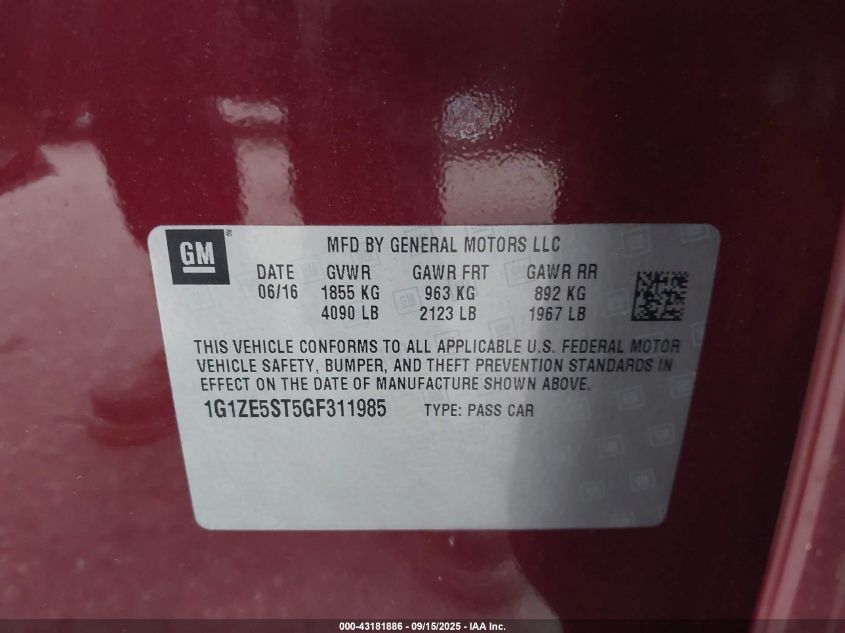 GM ® MFD BY GENERAL MOTORS LLC
DATE GVWR GAWR FRT GAWR RR
06/16 1855 KG 963 KG 892 KG
4090 LB 2123 LB 1967 LB
THIS VEHICLE CONFORMS TO ALL APPLICABLE U.S. FEDERAL MOTOR
VEHICLE SAFETY, BUMPER, AND THEFT PREVENTION STANDARDS IN
EFFECT ON THE DATE OF MANUFACTURE SHOWN ABOVE.
1G1ZE5ST5GF311985 TYPE: PASS CAR
000-43181886 - 09/15/2025 - IAA Inc.